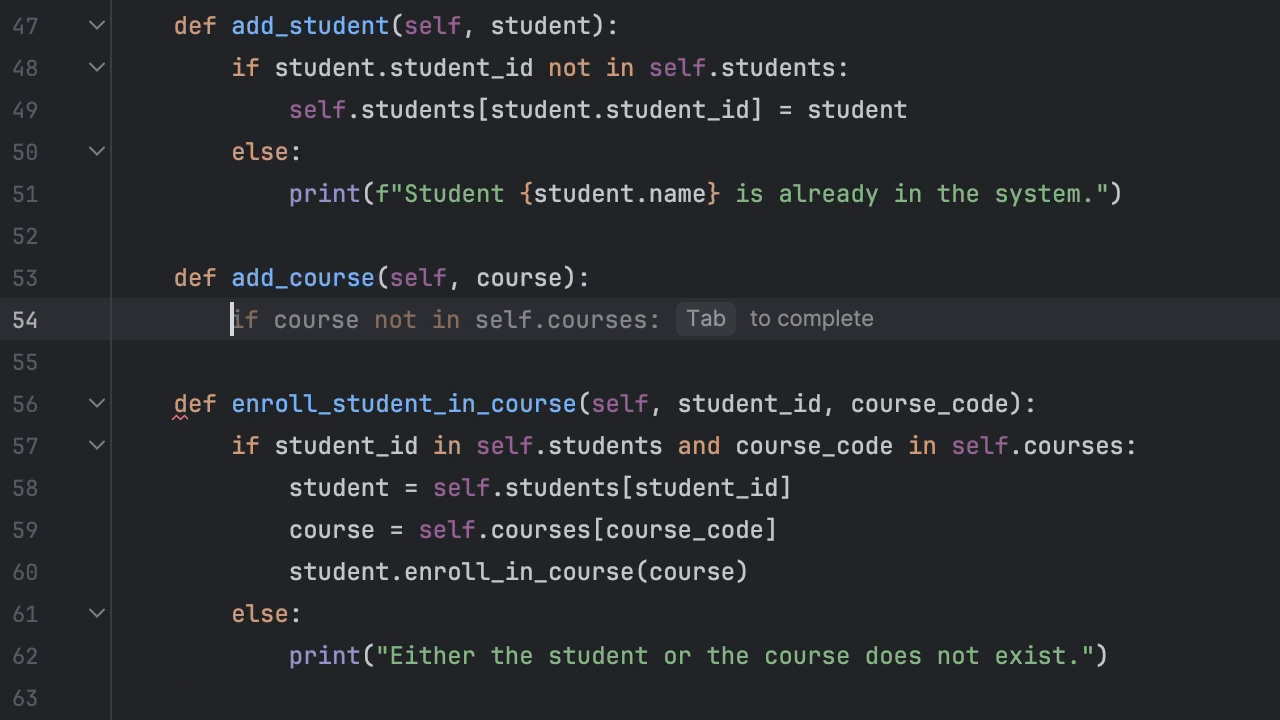 47 def add_student(self, student):
48 if student.student_id not in self.students:
49 self.students[student.student_id] = student
50 else:
51 print(f"Student {student.name} is already in the system.")
52
53 def add_course(self, course):
54 if course not in self.courses: Tab to complete
55
56 def enroll_student_in_course(self, student_id, course_code):
57 if student_id in self.students and course_code in self.courses:
58 student = self.students[student_id]
59 course = self.courses[course_code]
60 student.enroll_in_course(course)
61 else:
62 print("Either the student or the course does not exist.")
63